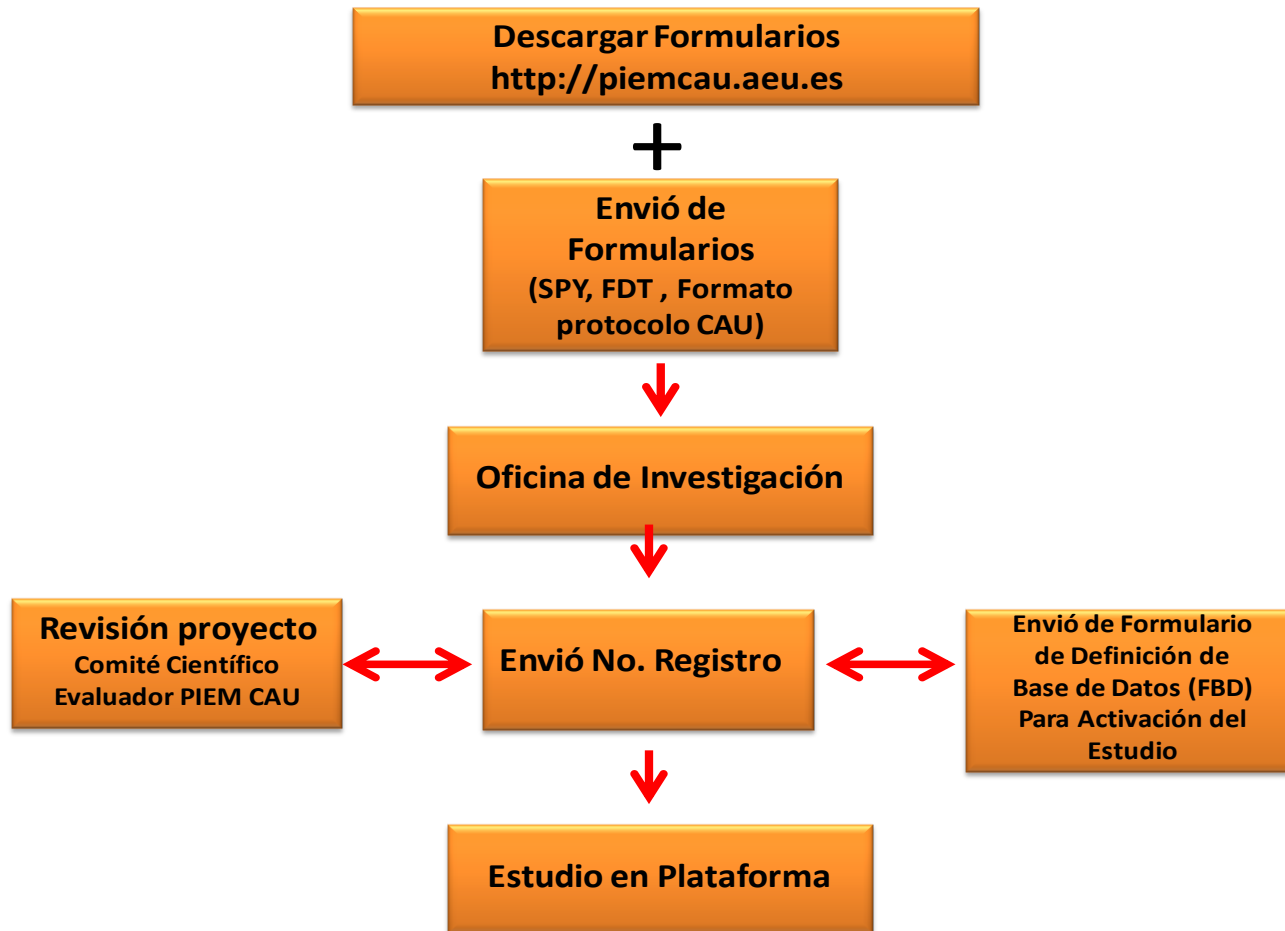 Descargar Formularios
http://piemcau.aeu.es
+
Envió de
Formularios
(SPY, FDT , Formato
protocolo CAU)
Oficina de Investigación
Revisión proyecto
Comité Científico
Evaluador PIEM CAU
Envió No. Registro
Envió de Formulario
de Definición de
Base de Datos (FBD)
Para Activación del
Estudio
Estudio en Plataforma